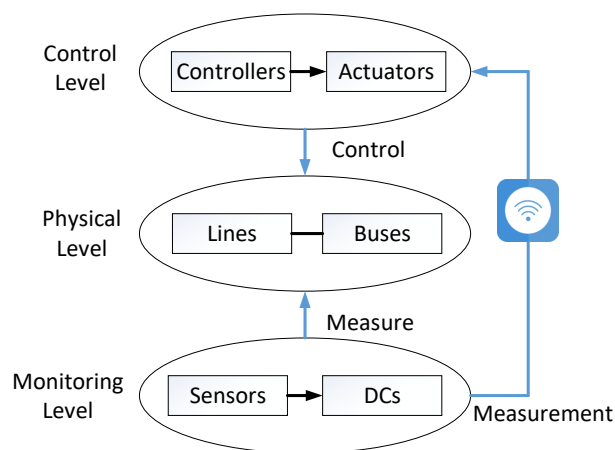 Control
Level
Controllers
Actuators
Control
Physical
Level
Lines
Buses
Measure
Monitoring
Level
Sensors
DCs
Measurement